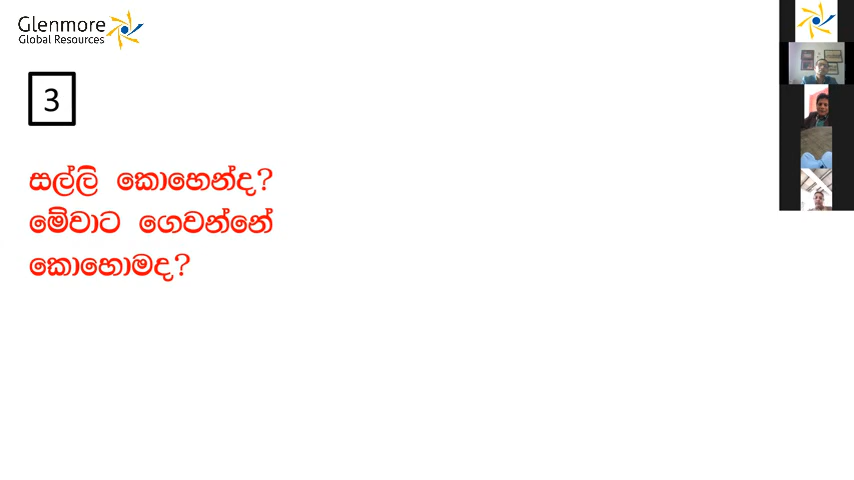 Glenmore
Global Resources
3
සල්ලි කොහෙන්ද?
මේවාට ගෙවන්නේ
කොහොමද?